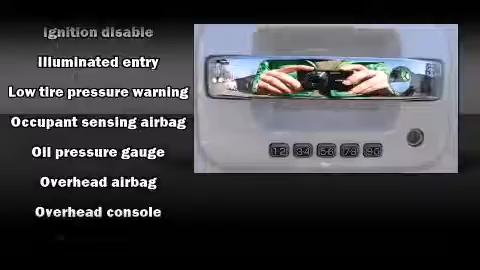 Ignition disable
Illuminated entry
Low tire pressure warning
Occupant sensing airbag
Oil pressure gauge
Overhead airbag
Overhead console
12 34 56 78 90